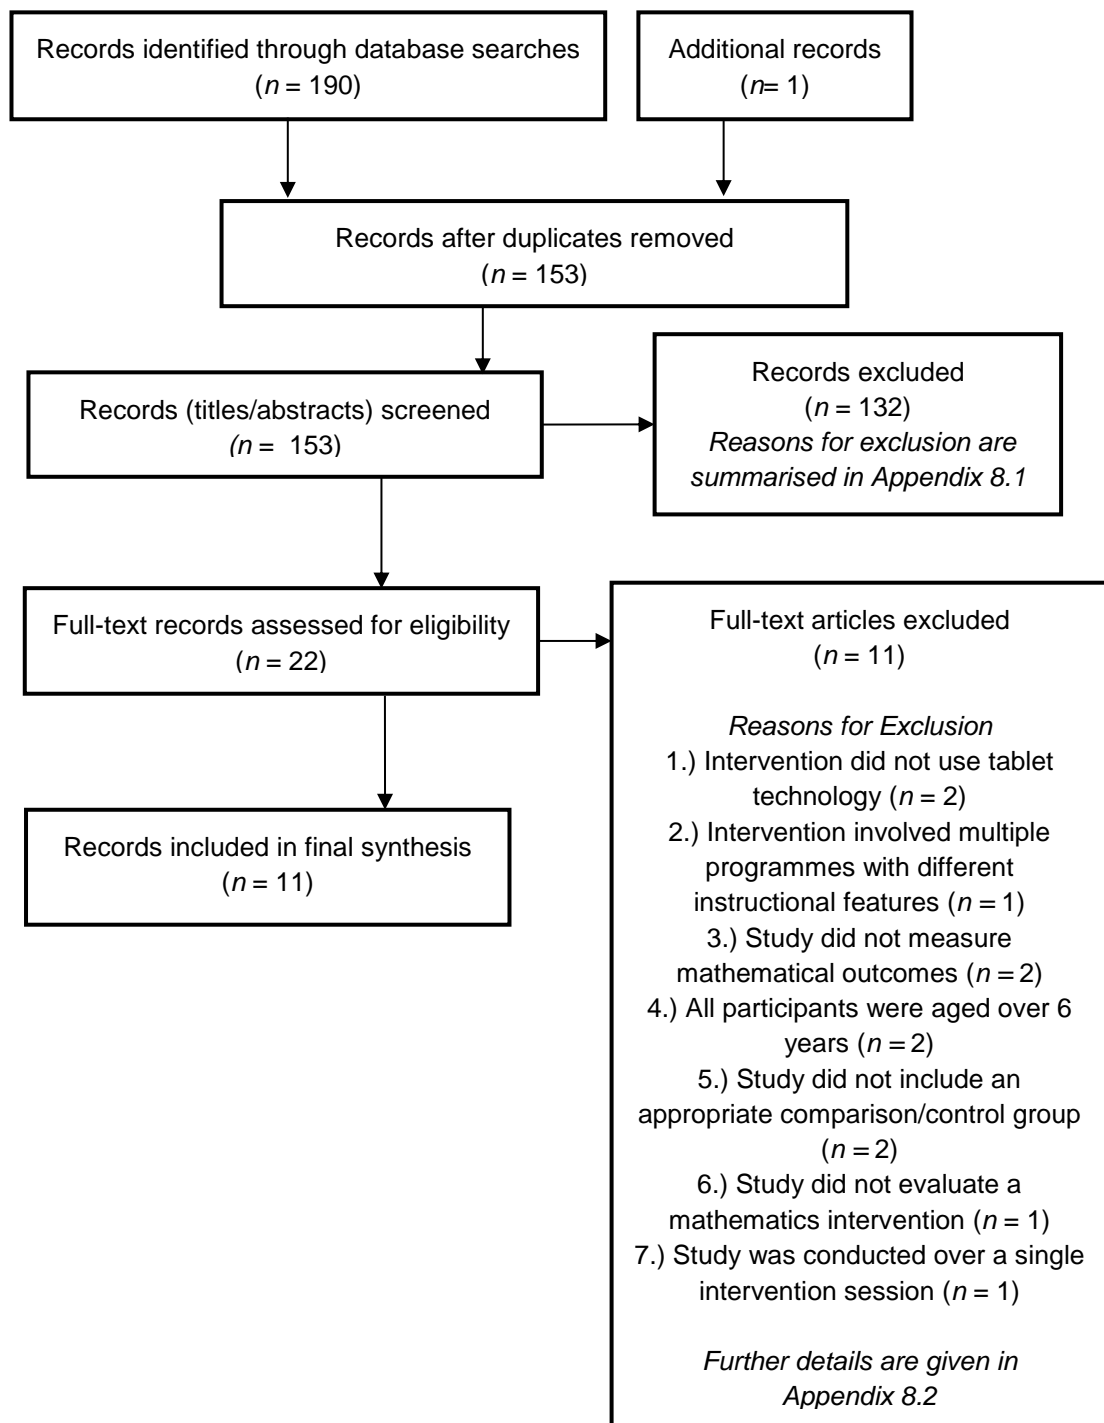 Records identified through database searches
(n = 190)
Additional records
(n= 1)
Records after duplicates removed
(n = 153)
Records (titles/abstracts) screened
(n = 153)
Records excluded
(n = 132)
Reasons for exclusion are
summarised in Appendix 8.1
Full-text records assessed for eligibility
(n = 22)
Full-text articles excluded
(n = 11)
Reasons for Exclusion
1.) Intervention did not use tablet
technology (n = 2)
2.) Intervention involved multiple
programmes with different
instructional features (n = 1)
3.) Study did not measure
mathematical outcomes (n = 2)
4.) All participants were aged over 6
years (n = 2)
5.) Study did not include an
appropriate comparison/control group
(n = 2)
6.) Study did not evaluate a
mathematics intervention (n = 1)
7.) Study was conducted over a single
intervention session (n = 1)
Further details are given in
Appendix 8.2
Records included in final synthesis
(n = 11)